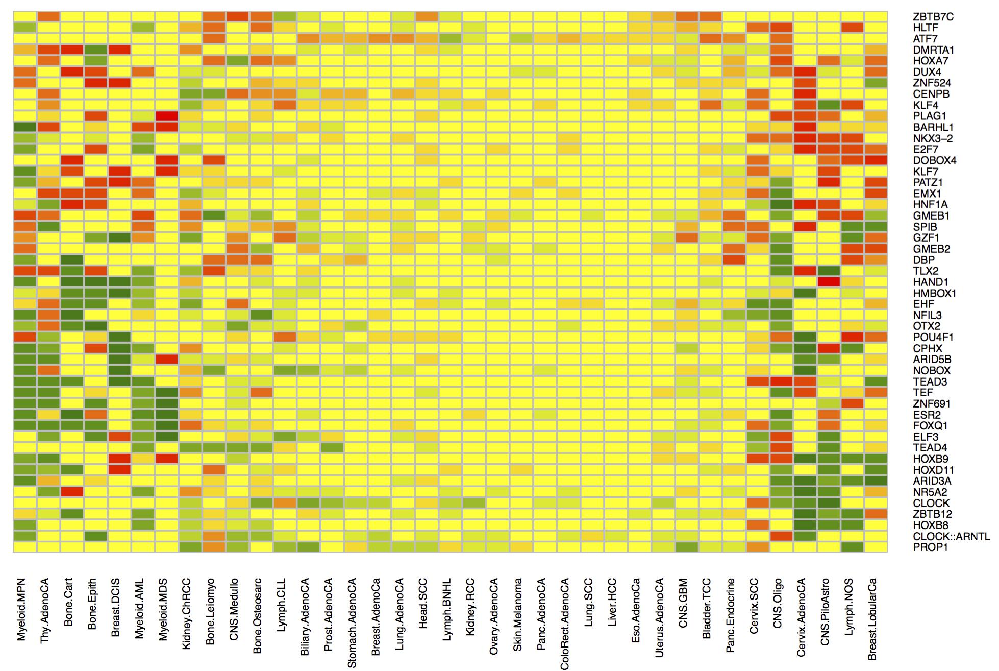 ZBTB7C
HLTF
ATF7
DMRTA1
HOXA7
DUX4
ZNF524
CENPB
KLF4
PLAG1
BARHL1
NKX3−2
E2F7
DOBOX4
KLF7
PATZ1
EMX1
HNF1A
GMEB1
SPIB
GZF1
GMEB2
DBP
TLX2
HAND1
HMBOX1
EHF
NFIL3
OTX2
POU4F1
CPHX
ARID5B
NOBOX
TEAD3
TEF
ZNF691
ESR2
FOXQ1
ELF3
TEAD4
HOXB9
HOXD11
ARID3A
NR5A2
CLOCK
ZBTB12
HOXB8
CLOCK::ARNTL
PROP1
Myeloid.MPN
Thy.AdenoCA
Bone.Cart
Bone.Epith
Breast.DCIS
Myeloid.AML
Myeloid.MDS
Kidney.ChRCC
Bone.Leiomyo
CNS.Medullo
Bone.Osteosarc
Lymph.CLL
Biliary.AdenoCA
Prost.AdenoCA
Stomach.AdenoCA
Breast.AdenoCa
Lung.AdenoCA
Head.SCC
Lymph.BNHL
Kidney.RCC
Ovary.AdenoCA
Skin.Melanoma
Panc.AdenoCA
ColoRect.AdenoCA
Lung.SCC
Liver.HCC
Eso.AdenoCa
Uterus.AdenoCA
CNS.GBM
Bladder.TCC
Panc.Endocrine
Cervix.SCC
CNS.Oligo
Cervix.AdenoCA
CNS.PiloAstro
Lymph.NOS
Breast.LobularCa